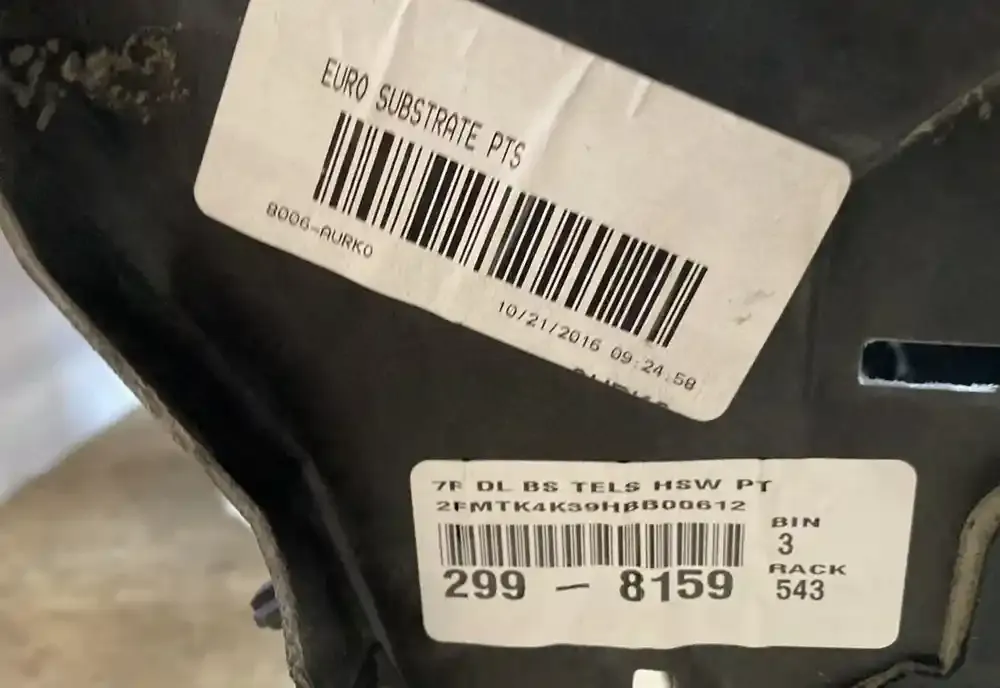 EURO SUBSTRATE PTS
8006-AURKO
10/21/2016 09:24:58
7F DL BS TELS HSW PT
2FMTK4K39HBB00612
BIN
3
RACK
543
299 - 8159